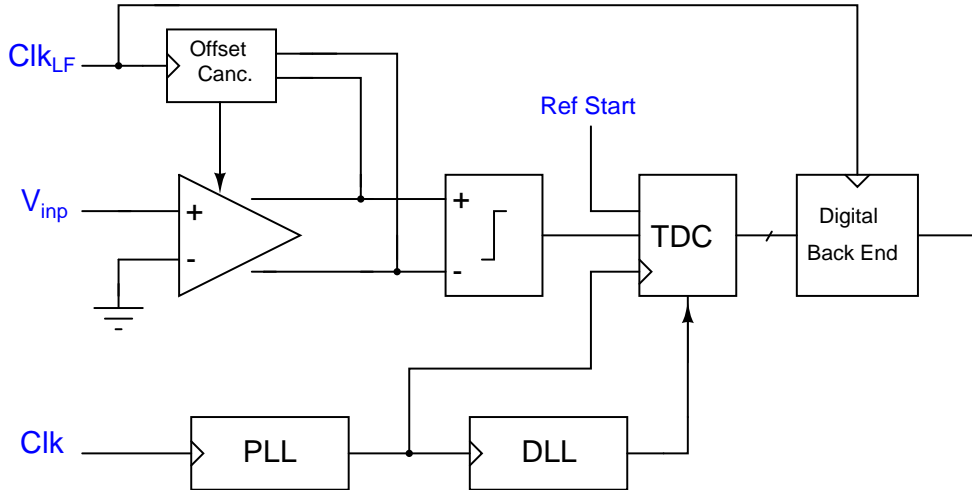 Clk_LF
Offset
Canc.
Ref Start
V_inp
+
-
+
-
TDC
Digital
Back End
Clk
PLL
DLL